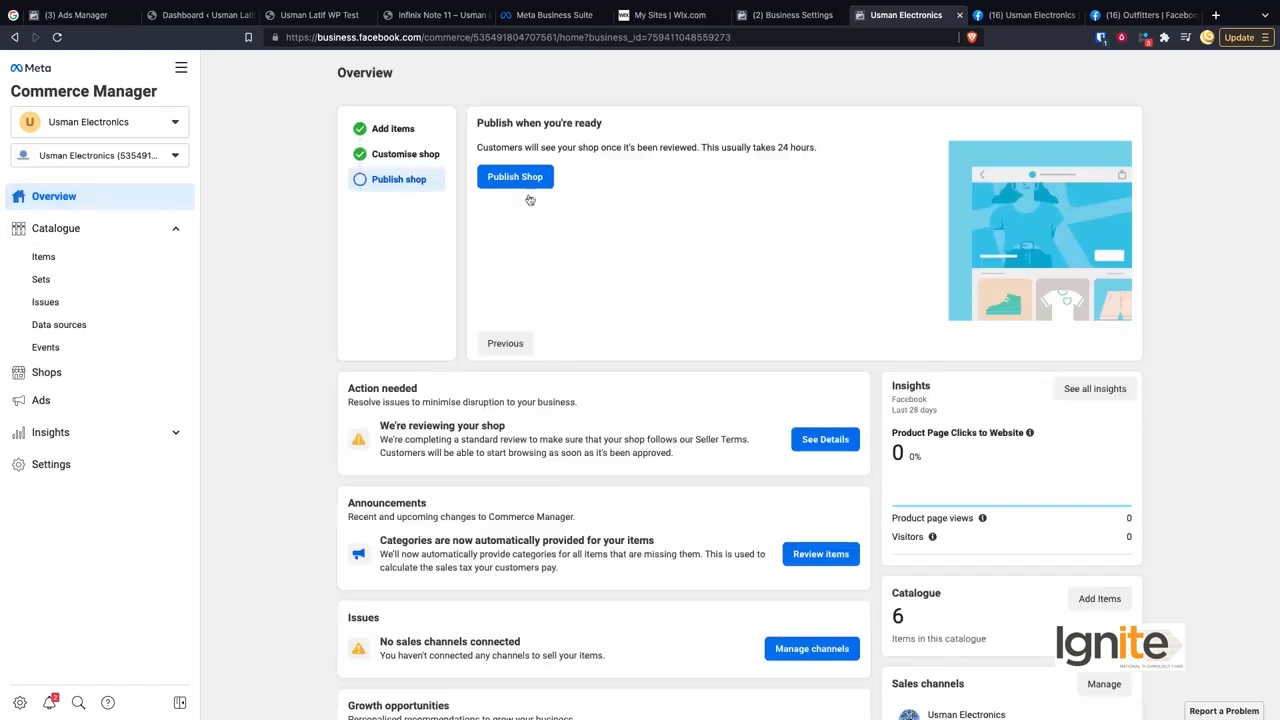 (3) Ads Manager
Dashboard ‹ Usman Lati
Usman Latif WP Test
Infinix Note 11 – Usman
Meta Business Suite
WIX
My Sites | Wix.com
(2) Business Settings
Usman Electronics
(16) Usman Electronics
(16) Outfitters | Facebo
https://business.facebook.com/commerce/535491804707561/home?business_id=759411048559273
Update
Meta
Commerce Manager
U
Usman Electronics
Usman Electronics (535491...
Overview
Catalogue
Items
Sets
Issues
Data sources
Events
Shops
Ads
Insights
Settings
2
Overview
Add items
Customise shop
Publish shop
Publish when you're ready
Customers will see your shop once it's been reviewed. This usually takes 24 hours.
Publish Shop
Previous
Action needed
Resolve issues to minimise disruption to your business.
We're reviewing your shop
We're completing a standard review to make sure that your shop follows our Seller Terms.
Customers will be able to start browsing as soon as it's been approved.
See Details
Announcements
Recent and upcoming changes to Commerce Manager.
Categories are now automatically provided for your items
We'll now automatically provide categories for all items that are missing them. This is used to
calculate the sales tax your customers pay.
Review items
Issues
No sales channels connected
You haven't connected any channels to sell your items.
Manage channels
Growth opportunities
Personalised recommendations to grow your business.
Insights
Facebook
Last 28 days
See all insights
Product Page Clicks to Website
0 0%
Product page views 0
Visitors 0
Catalogue
Add Items
6
Items in this catalogue
Ignite
Sales channels
Manage
Usman Electronics
Report a Problem